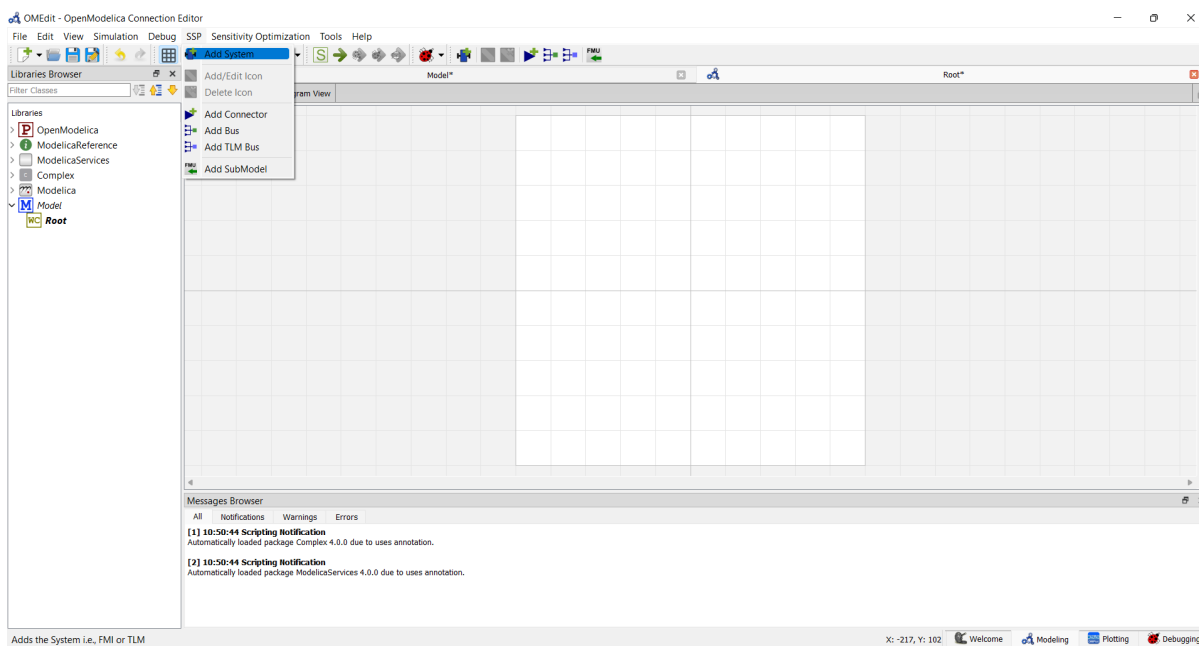 OMEdit - OpenModelica Connection Editor
File Edit View Simulation Debug SSP Sensitivity Optimization Tools Help
S
FMU
Libraries Browser
Model*
Root*
Filter Classes
gram View
Add System
Add/Edit Icon
Delete Icon
Add Connector
Add Bus
Add TLM Bus
FMU Add SubModel
Libraries
P OpenModelica
i ModelicaReference
ModelicaServices
C Complex
Modelica
M Model
WC Root
Messages Browser
All Notifications Warnings Errors
[1] 10:50:44 Scripting Notification
Automatically loaded package Complex 4.0.0 due to uses annotation.
[2] 10:50:44 Scripting Notification
Automatically loaded package ModelicaServices 4.0.0 due to uses annotation.
Adds the System i.e., FMI or TLM
X: -217, Y: 102 Welcome Modeling Plotting Debugging